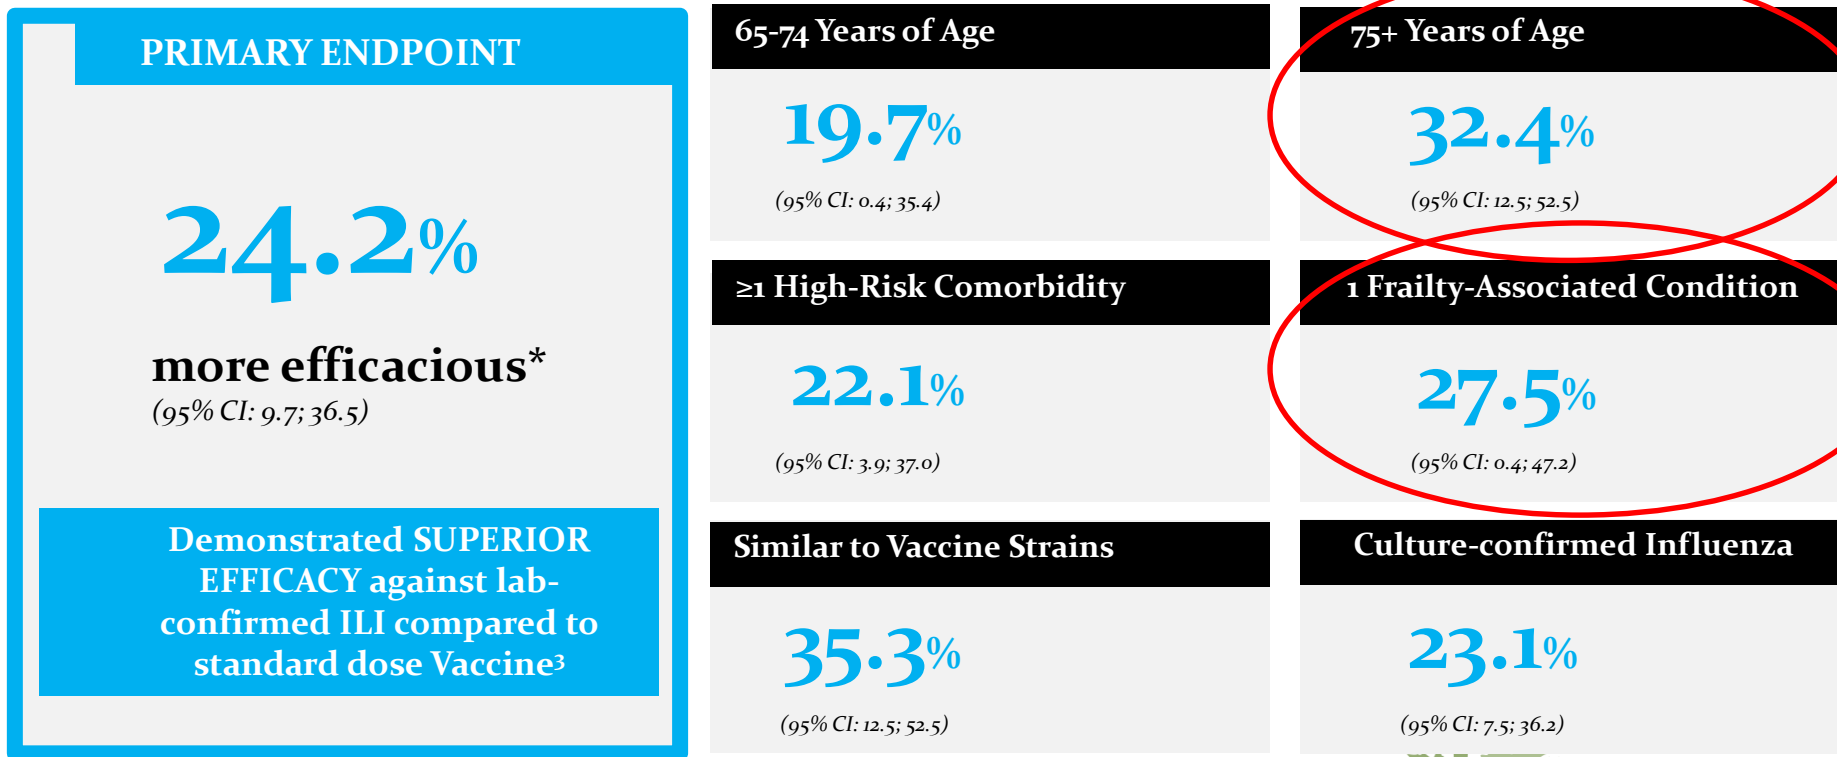 PRIMARY ENDPOINT
24.2%
more efficacious*
(95% CI: 9.7; 36.5)
Demonstrated SUPERIOR
EFFICACY against lab-
confirmed ILI compared to
standard dose Vaccine³
65-74 Years of Age
19.7%
(95% CI: 0.4; 35.4)
75+ Years of Age
32.4%
(95% CI: 12.5; 52.5)
≥1 High-Risk Comorbidity
22.1%
(95% CI: 3.9; 37.0)
1 Frailty-Associated Condition
27.5%
(95% CI: 0.4; 47.2)
Similar to Vaccine Strains
35.3%
(95% CI: 12.5; 52.5)
Culture-confirmed Influenza
23.1%
(95% CI: 7.5; 36.2)